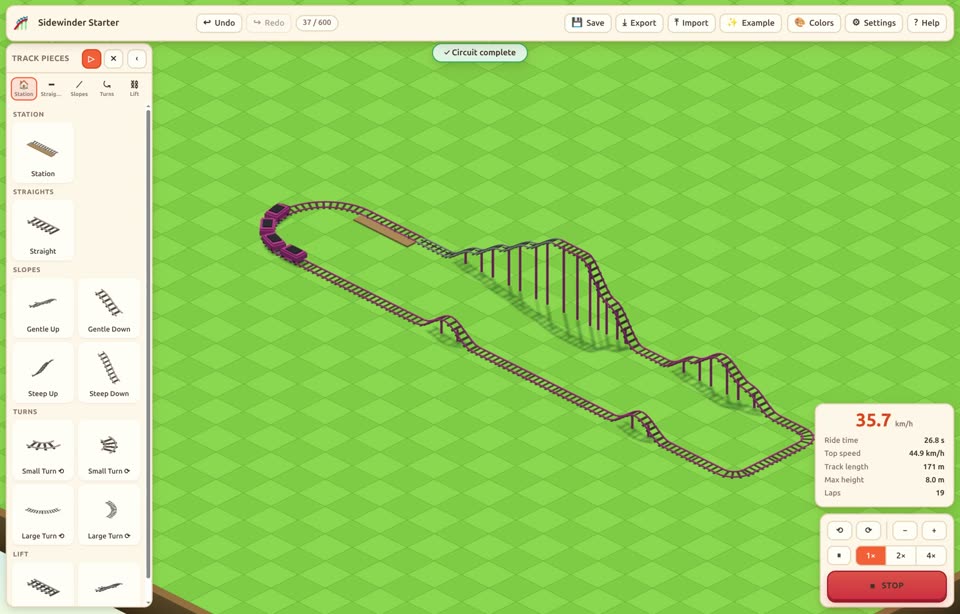 Sidewinder Starter
↩ Undo
↪ Redo
37 / 600
Save
Export
Import
Example
Colors
Settings
? Help
✓ Circuit complete
TRACK PIECES
Station
Straig…
Slopes
Turns
Lift
STATION
Station
STRAIGHTS
Straight
SLOPES
Gentle Up
Gentle Down
Steep Up
Steep Down
TURNS
Small Turn ⟲
Small Turn ⟳
Large Turn ⟲
Large Turn ⟳
LIFT
35.7 km/h
Ride time 26.8 s
Top speed 44.9 km/h
Track length 171 m
Max height 8.0 m
Laps 19
1×
2×
4×
STOP